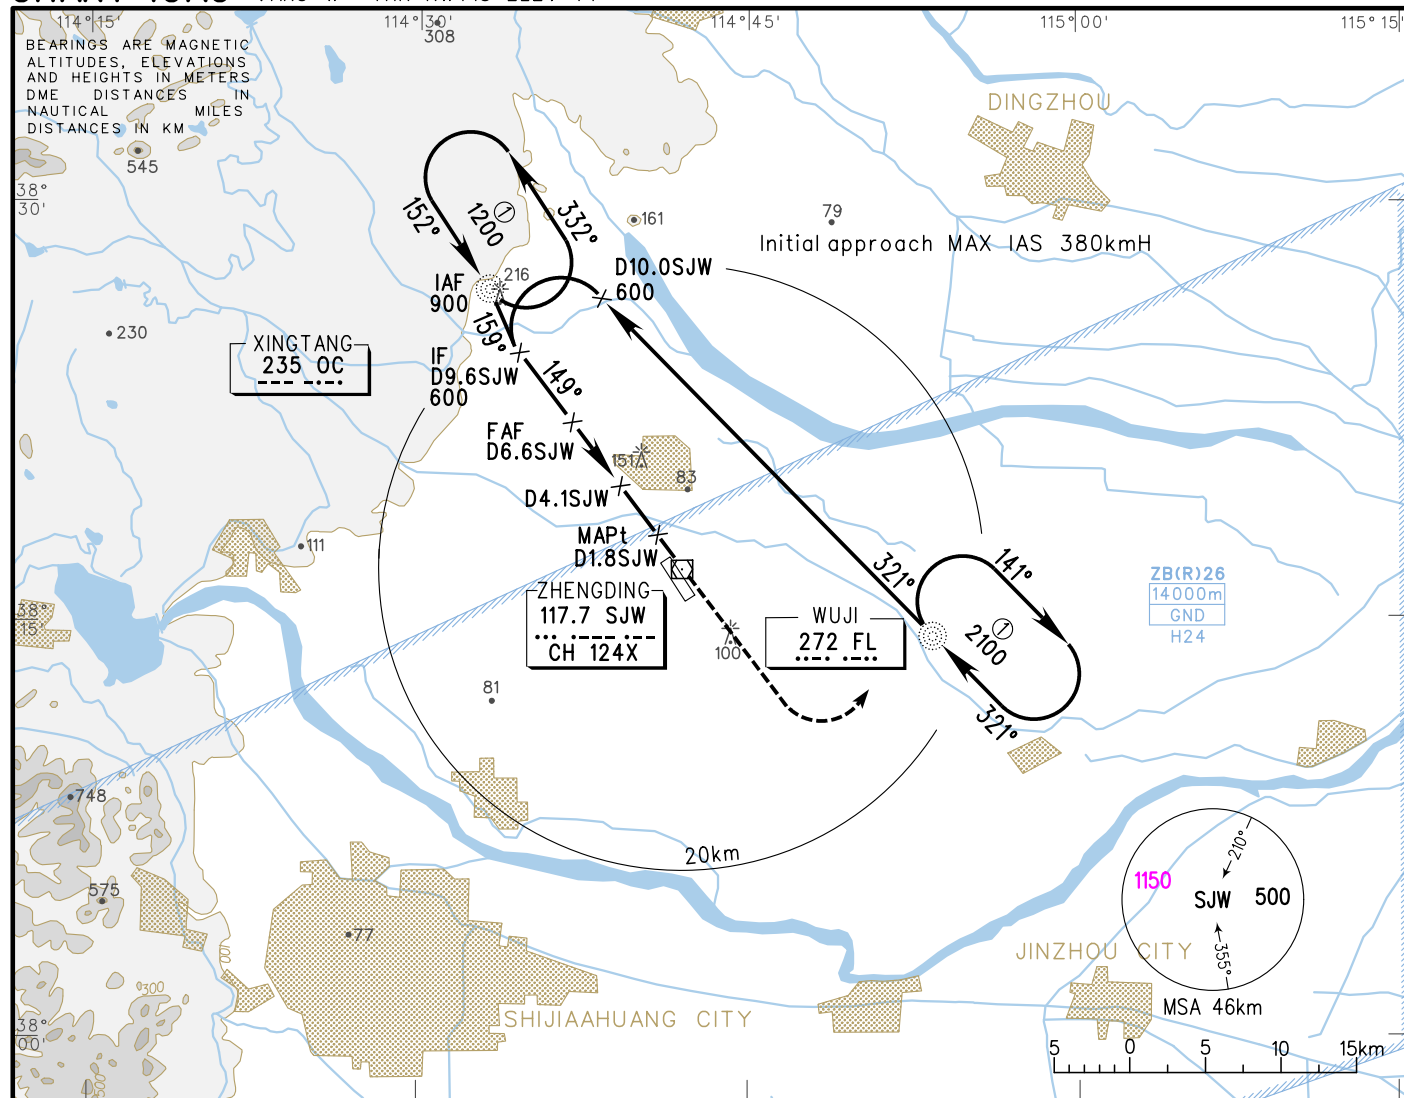 114°15'
114°30'
114°45'
115°00'
115°15'
308
BEARINGS ARE MAGNETIC
ALTITUDES, ELEVATIONS
AND HEIGHTS IN METERS
DME DISTANCES IN
NAUTICAL MILES
DISTANCES IN KM
545
DINGZHOU
38°
30'
152°
1200
1
332°
161
79
Initial approach MAX IAS 380kmH
D10.0SJW
600
216
IAF
900
159°
230
XINGTANG
235 OC
IF
D9.6SJW
600
149°
FAF
D6.6SJW
151
83
D4.1SJW
MAPt
D1.8SJW
111
321°
141°
ZB(R)26
14000m
GND
H24
ZHENGDING
117.7 SJW
CH 124X
WUJI
272 FL
1
2100
38°
15'
100
81
321°
748
20km
210°
1150
SJW
500
355°
MSA 46km
575
77
JINZHOU CITY
300
SHIJIAAHUANG CITY
38°
00'
5 0 5 10 15km